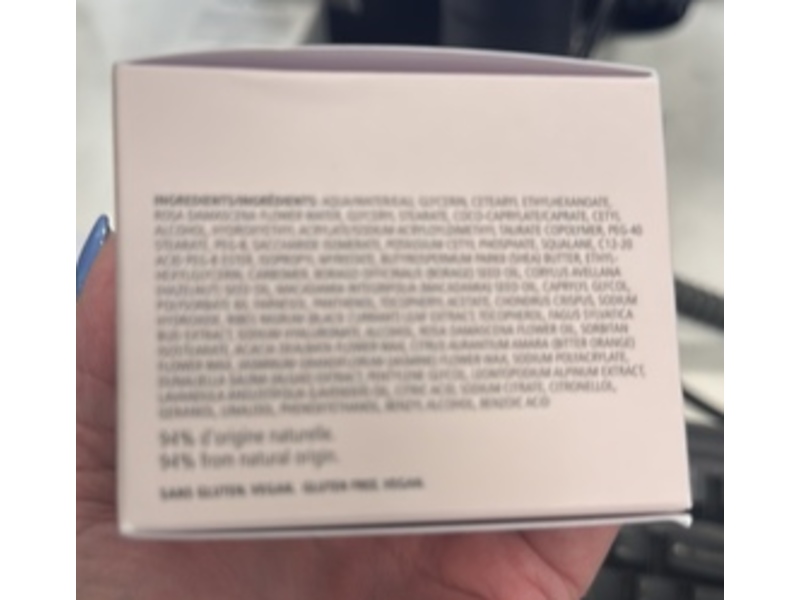 INGREDIENTS/INGRÉDIENTS: AQUA/WATER/EAU, GLYCERIN, CETEARYL ETHYLHEXANOATE,
ROSA DAMASCENA FLOWER WATER, GLYCERYL STEARATE, COCO-CAPRYLATE/CAPRATE, CETYL
ALCOHOL, HYDROXYETHYL ACRYLATE/SODIUM ACRYLOYLDIMETHYL TAURATE COPOLYMER, PEG-40
STEARATE, PEG-8, SACCHARIDE ISOMERATE, POTASSIUM CETYL PHOSPHATE, SQUALANE, C12-20
ACID PEG-8 ESTER, ISOPROPYL MYRISTATE, BUTYROSPERMUM PARKII (SHEA) BUTTER, ETHYL-
HEXYLGLYCERIN, CARBOMER, BORAGO OFFICINALIS (BORAGE) SEED OIL, CORYLUS AVELLANA
(HAZELNUT) SEED OIL, MACADAMIA INTEGRIFOLIA (MACADAMIA) SEED OIL, CAPRYLYL GLYCOL,
POLYSORBATE 60, FARNESOL, PANTHENOL, TOCOPHERYL ACETATE, CHONDRUS CRISPUS, SODIUM
HYDROXIDE, RIBES NIGRUM (BLACK CURRANT) LEAF EXTRACT, TOCOPHEROL, FAGUS SYLVATICA
BUD EXTRACT, SODIUM HYALURONATE, ALCOHOL, ROSA DAMASCENA FLOWER OIL, SORBITAN
ISOSTEARATE, ACACIA DEALBATA FLOWER WAX, CITRUS AURANTIUM AMARA (BITTER ORANGE)
FLOWER WAX, JASMINUM GRANDIFLORUM (JASMINE) FLOWER WAX, SODIUM POLYACRYLATE,
DUNALIELLA SALINA (ALGAE) EXTRACT, PENTYLENE GLYCOL, LEONTOPODIUM ALPINUM EXTRACT,
LAVANDULA ANGUSTIFOLIA (LAVENDER) OIL, CITRIC ACID, SODIUM CITRATE, CITRONELLOL,
GERANIOL, LINALOOL, PHENOXYETHANOL, BENZYL ALCOHOL, BENZOIC ACID
94% d'origine naturelle.
94% from natural origin.
SANS GLUTEN. VEGAN. GLUTEN FREE. VEGAN.